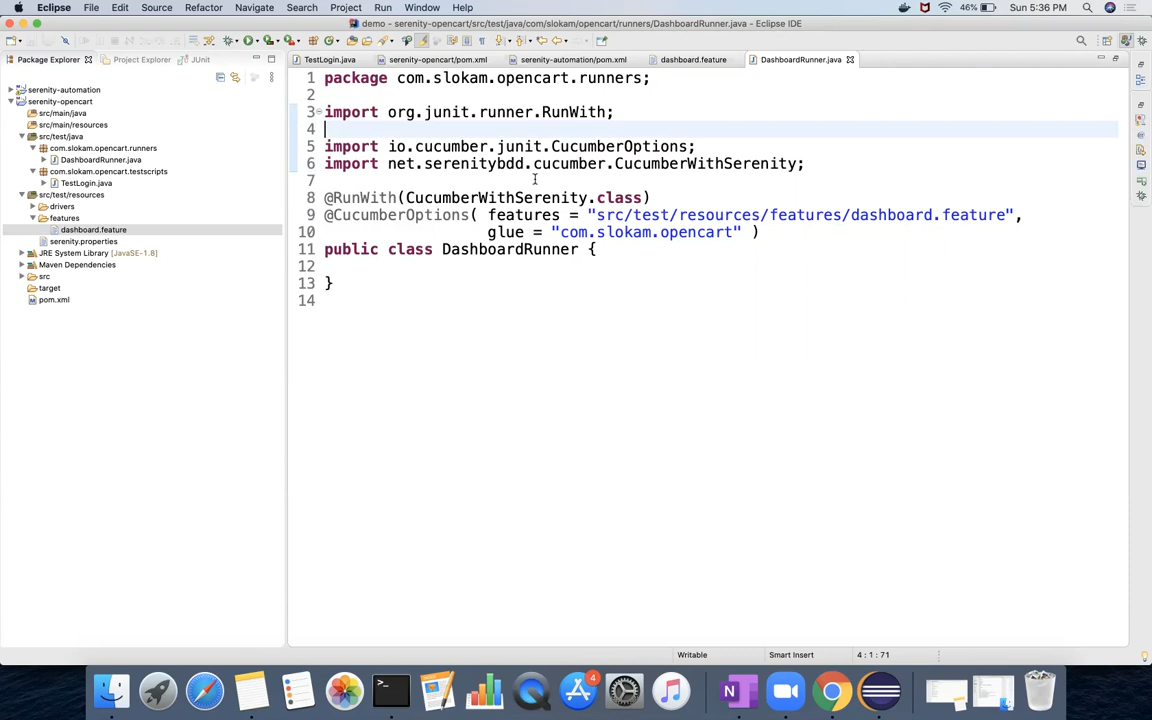 Eclipse File Edit Source Refactor Navigate Search Project Run Window Help 46% Sun 5:36 PM
demo - serenity-opencart/src/test/java/com/slokam/opencart/runners/DashboardRunner.java - Eclipse IDE
Package Explorer Project Explorer JUnit
TestLogin.java serenity-opencart/pom.xml serenity-automation/pom.xml dashboard.feature DashboardRunner.java
serenity-automation
serenity-opencart
src/main/java
src/main/resources
src/test/java
com.slokam.opencart.runners
DashboardRunner.java
com.slokam.opencart.testscripts
TestLogin.java
src/test/resources
drivers
features
dashboard.feature
serenity.properties
JRE System Library [JavaSE-1.8]
Maven Dependencies
src
target
pom.xml
1 package com.slokam.opencart.runners;
2
3 import org.junit.runner.RunWith;
4
5 import io.cucumber.junit.CucumberOptions;
6 import net.serenitybdd.cucumber.CucumberWithSerenity;
7
8 @RunWith(CucumberWithSerenity.class)
9 @CucumberOptions( features = "src/test/resources/features/dashboard.feature",
10 glue = "com.slokam.opencart" )
11 public class DashboardRunner {
12
13 }
14
Writable Smart Insert 4 : 1 : 71
4